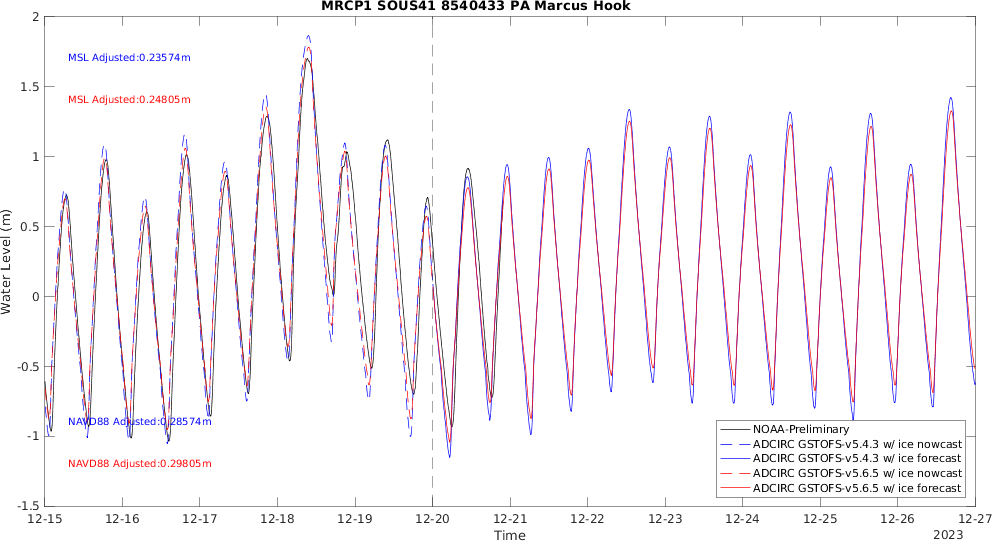 MRCP1 SOUS41 8540433 PA Marcus Hook
2
1.5
1
0.5
0
-0.5
-1
-1.5
Water Level (m)
MSL Adjusted:0.23574m
MSL Adjusted:0.24805m
NAVD88 Adjusted:0.28574m
NAVD88 Adjusted:0.29805m
NOAA-Preliminary
ADCIRC GSTOFS-v5.4.3 w/ ice nowcast
ADCIRC GSTOFS-v5.4.3 w/ ice forecast
ADCIRC GSTOFS-v5.6.5 w/ ice nowcast
ADCIRC GSTOFS-v5.6.5 w/ ice forecast
12-15 12-16 12-17 12-18 12-19 12-20 12-21 12-22 12-23 12-24 12-25 12-26 12-27
Time
2023